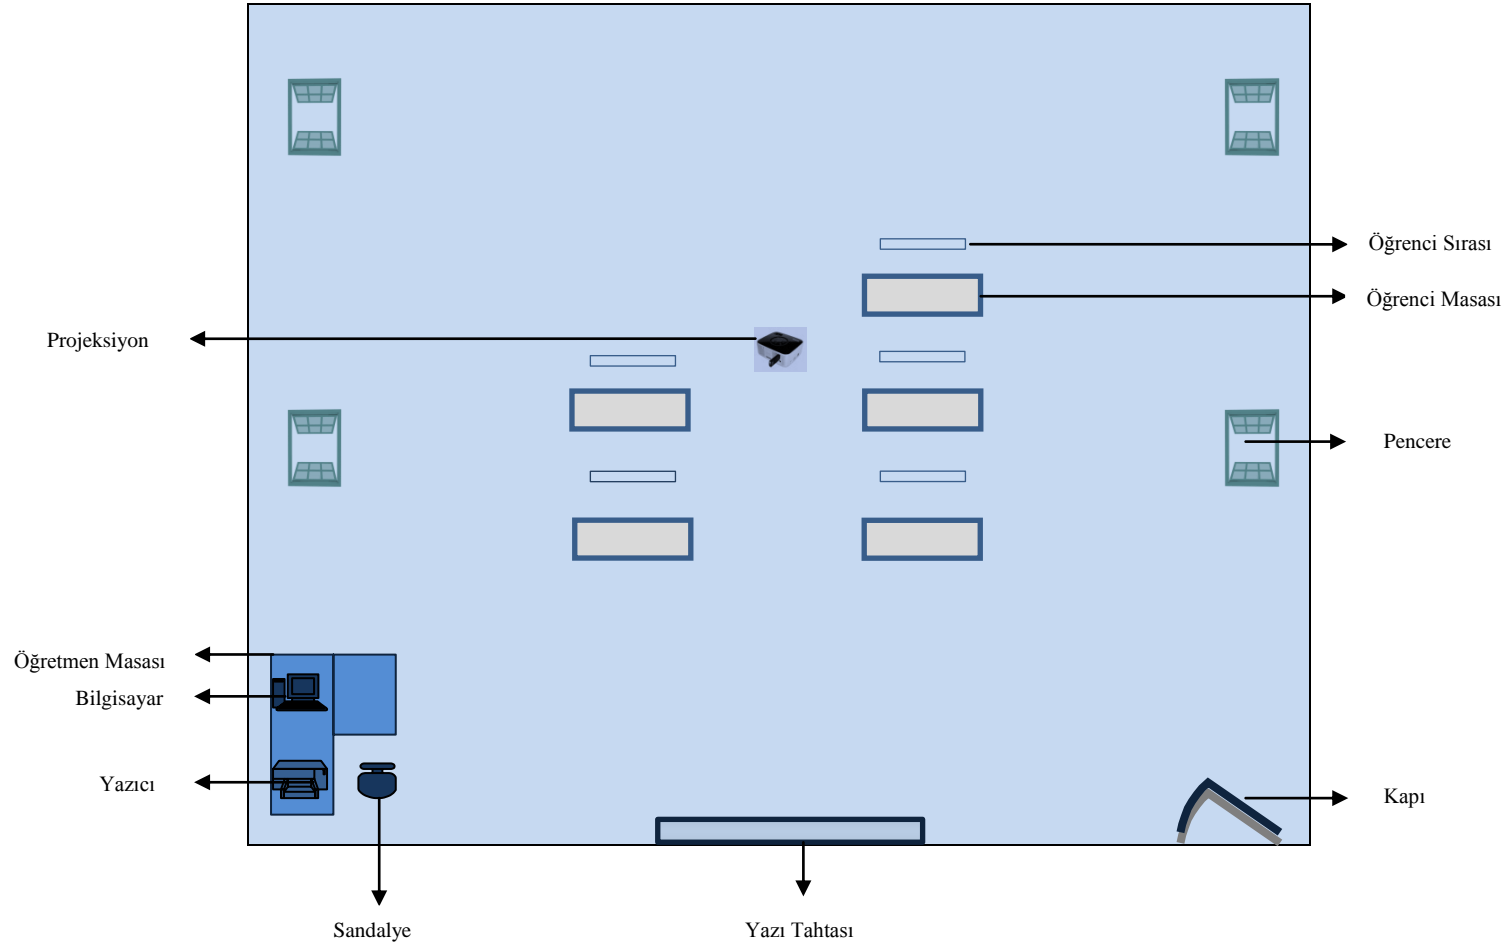 Öğrenci Sırası
Öğrenci Masası
Projeksiyon
Pencere
Öğretmen Masası
Bilgisayar
Yazıcı
Kapı
Sandalye
Yazı Tahtası